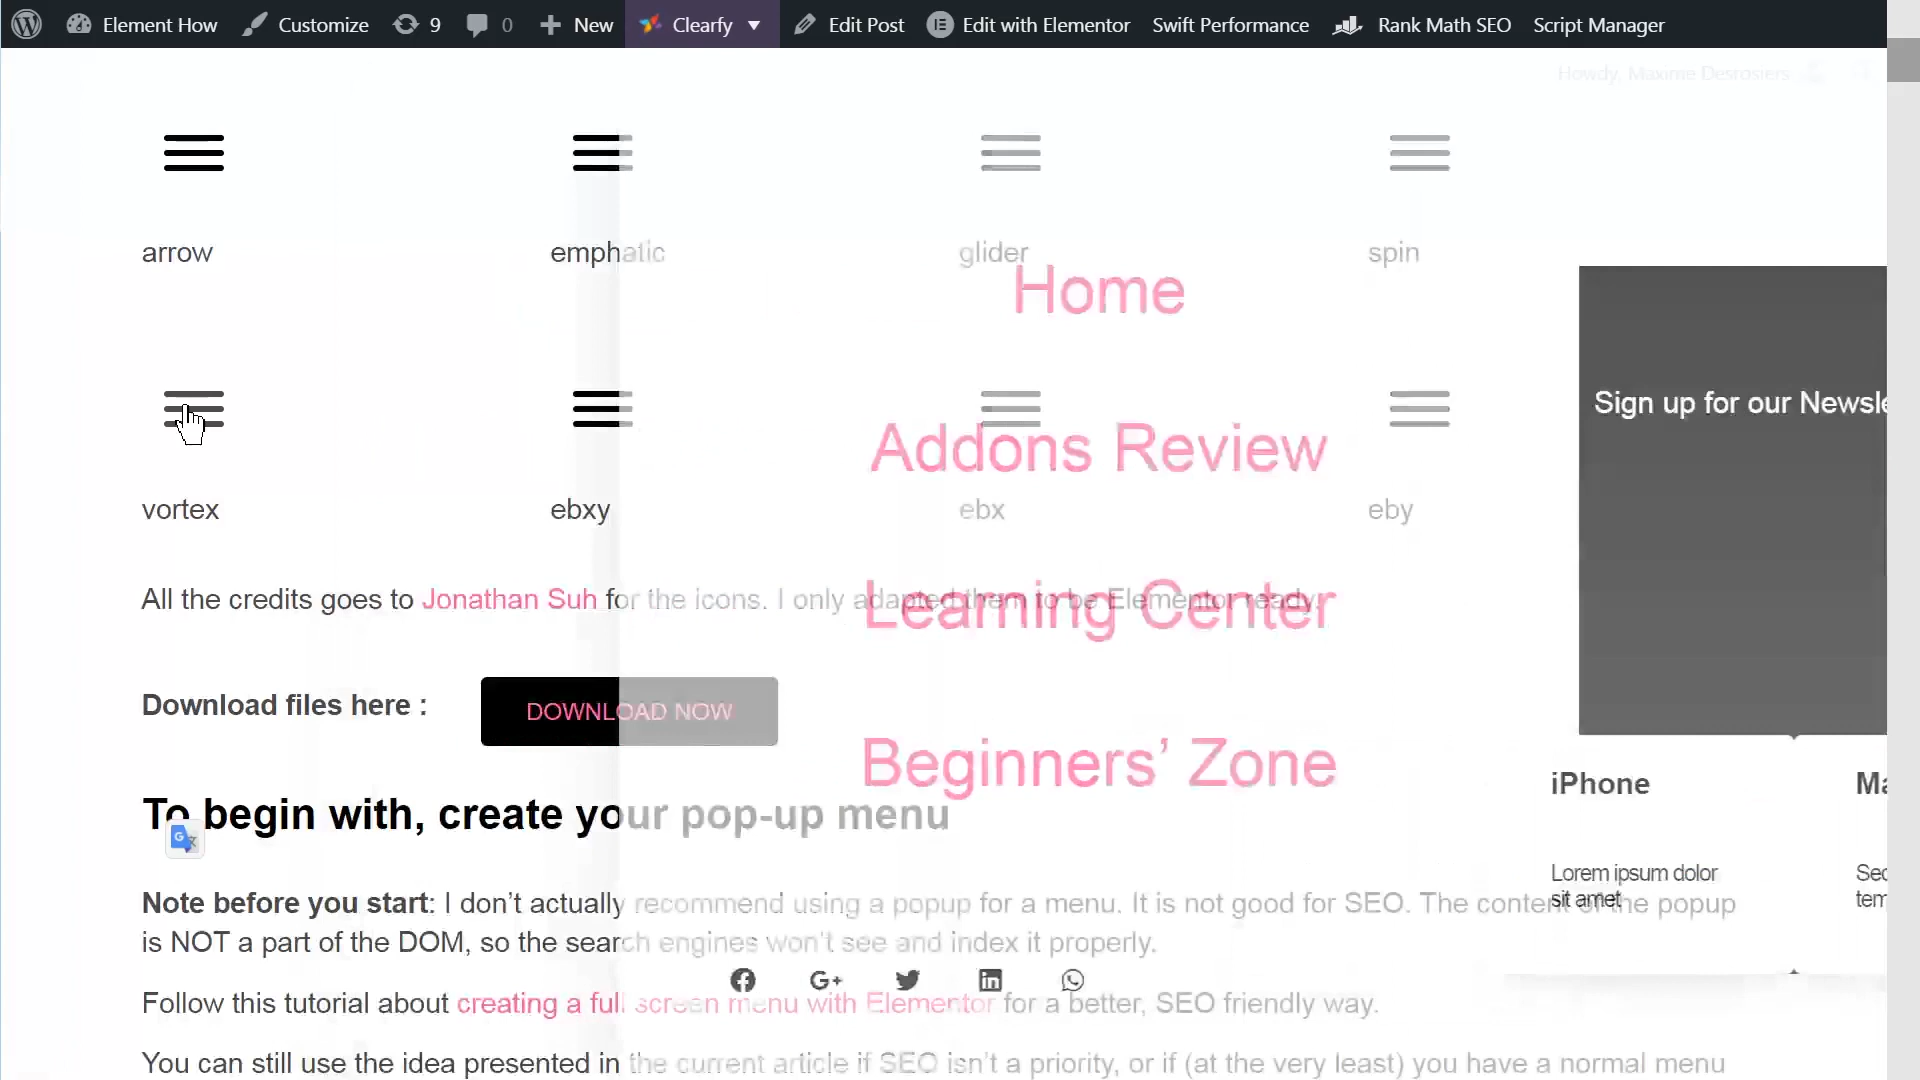 Element How Customize 9 0 New Clearfy Edit Post Edit with Elementor Swift Performance Rank Math SEO Script Manager
Howdy, Maxime Desrosiers
arrow emphatic glider spin
Home
Sign up for our Newsle
Addons Review
vortex ebxy ebx eby
All the credits goes to Jonathan Suh for the icons. I only adapted them to be Elementor ready.
Learning Center
Download files here : DOWNLOAD NOW
Beginners’ Zone
iPhone Ma
To begin with, create your pop-up menu
Lorem ipsum dolor Sec
sit amet tem
Note before you start: I don’t actually recommend using a popup for a menu. It is not good for SEO. The content of the popup
is NOT a part of the DOM, so the search engines won’t see and index it properly.
Follow this tutorial about creating a full screen menu with Elementor for a better, SEO friendly way.
You can still use the idea presented in the current article if SEO isn’t a priority, or if (at the very least) you have a normal menu